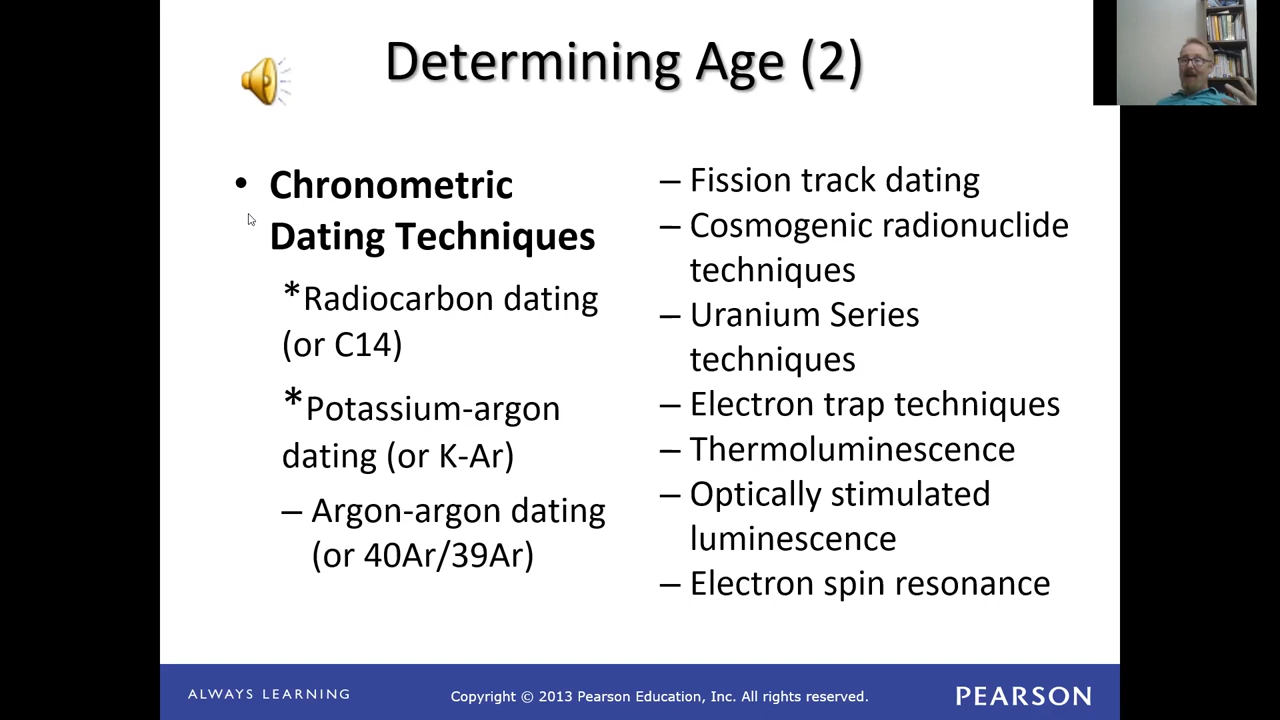 Determining Age (2)
• Chronometric
Dating Techniques
*Radiocarbon dating
(or C14)
*Potassium-argon
dating (or K-Ar)
– Argon-argon dating
(or 40Ar/39Ar)
– Fission track dating
– Cosmogenic radionuclide
techniques
– Uranium Series
techniques
– Electron trap techniques
– Thermoluminescence
– Optically stimulated
luminescence
– Electron spin resonance
ALWAYS LEARNING
Copyright © 2013 Pearson Education, Inc. All rights reserved.
PEARSON